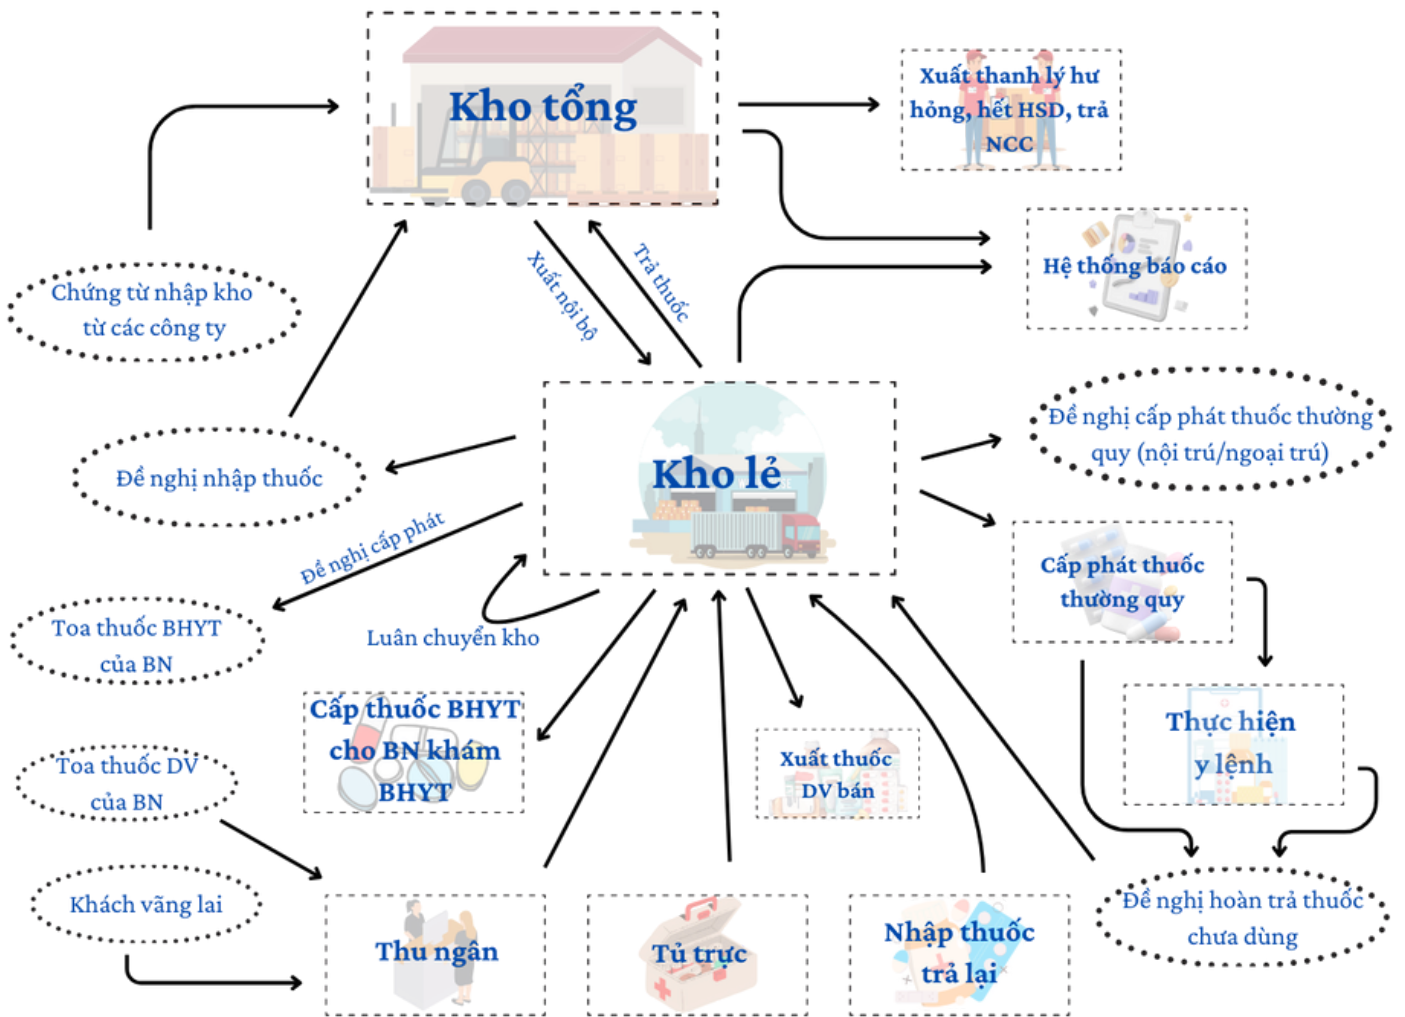 Kho tổng
Xuất thanh lý hư
hỏng, hết HSD, trả
NCC
Hệ thống báo cáo
Chứng từ nhập kho
từ các công ty
Xuất nội bộ
Trả thuốc
Đề nghị nhập thuốc
Kho lẻ
Đề nghị cấp phát thuốc thường
quy (nội trú/ngoại trú)
Đề nghị cấp phát
Cấp phát thuốc
thường quy
Toa thuốc BHYT
của BN
Luân chuyển kho
Cấp thuốc BHYT
cho BN khám
BHYT
Xuất thuốc
DV bán
Thực hiện
y lệnh
Toa thuốc DV
của BN
Khách vãng lai
Thu ngân
Tủ trực
Nhập thuốc
trả lại
Đề nghị hoàn trả thuốc
chưa dùng